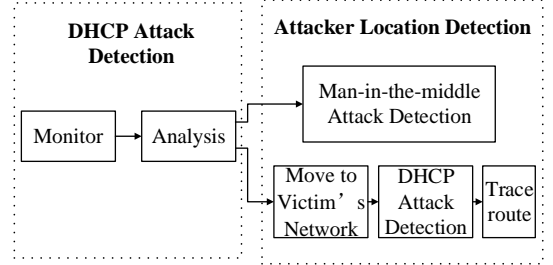 DHCP Attack
Detection
Attacker Location Detection
Monitor
Analysis
Man-in-the-middle
Attack Detection
Move to
Victim’s
Network
DHCP
Attack
Detection
Trace
route